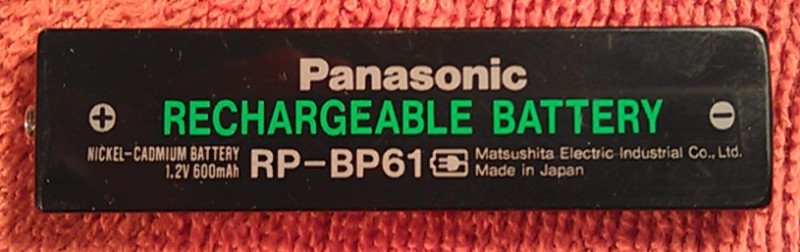 Panasonic
RECHARGEABLE BATTERY
NICKEL-CADMIUM BATTERY
1.2V 600mAh
RP-BP61
Matsushita Electric Industrial Co., Ltd.
Made in Japan